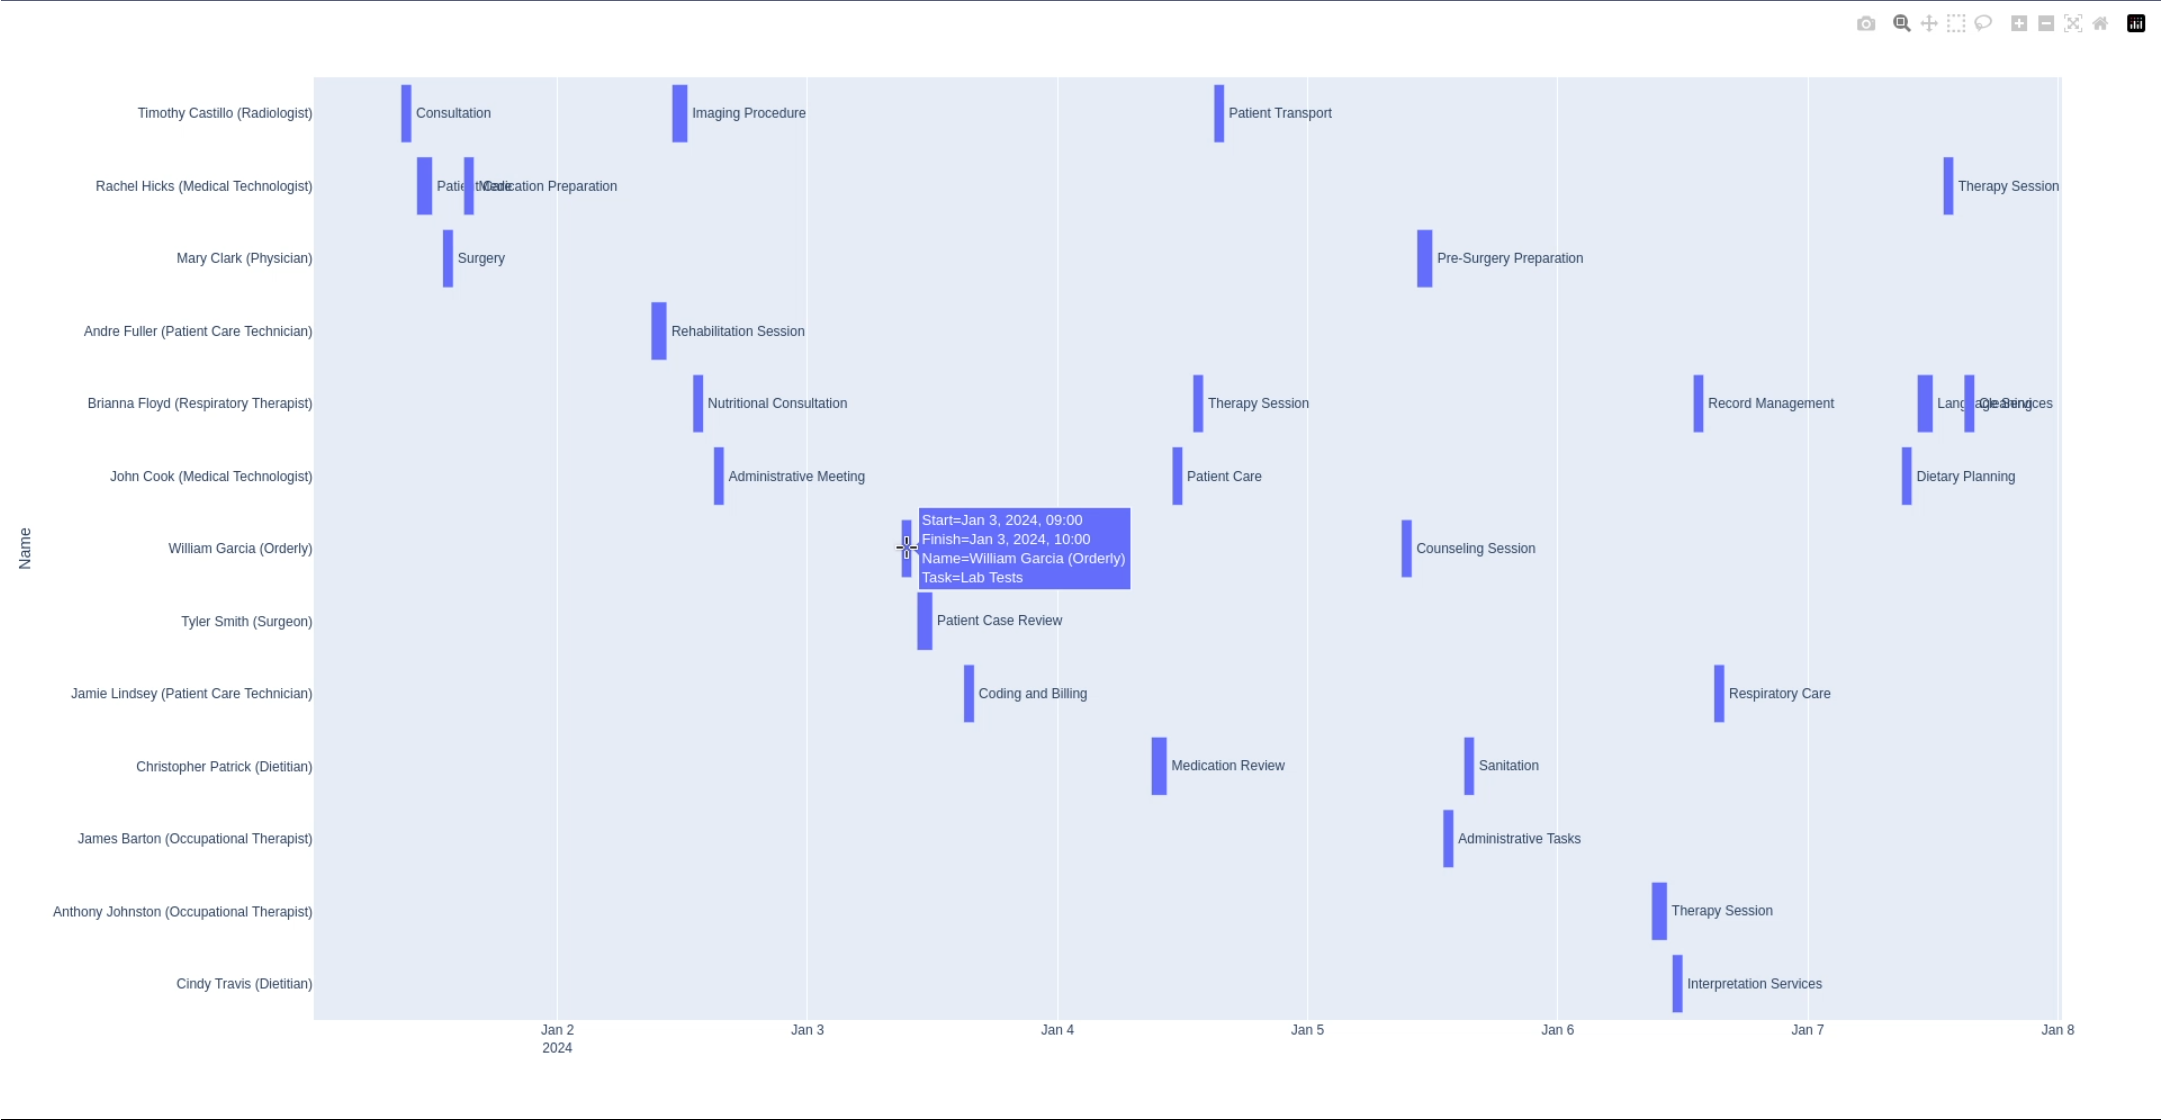 Timothy Castillo (Radiologist) Consultation Imaging Procedure Patient Transport
Rachel Hicks (Medical Technologist) Patient Care Medication Preparation Therapy Session
Mary Clark (Physician) Surgery Pre-Surgery Preparation
Andre Fuller (Patient Care Technician) Rehabilitation Session
Brianna Floyd (Respiratory Therapist) Nutritional Consultation Therapy Session Record Management Language Services Cleaning
John Cook (Medical Technologist) Administrative Meeting Patient Care Dietary Planning
Name
William Garcia (Orderly) Counseling Session
Start=Jan 3, 2024, 09:00
Finish=Jan 3, 2024, 10:00
Name=William Garcia (Orderly)
Task=Lab Tests
Tyler Smith (Surgeon) Patient Case Review
Jamie Lindsey (Patient Care Technician) Coding and Billing Respiratory Care
Christopher Patrick (Dietitian) Medication Review Sanitation
James Barton (Occupational Therapist) Administrative Tasks
Anthony Johnston (Occupational Therapist) Therapy Session
Cindy Travis (Dietitian) Interpretation Services
Jan 2 Jan 3 Jan 4 Jan 5 Jan 6 Jan 7 Jan 8
2024